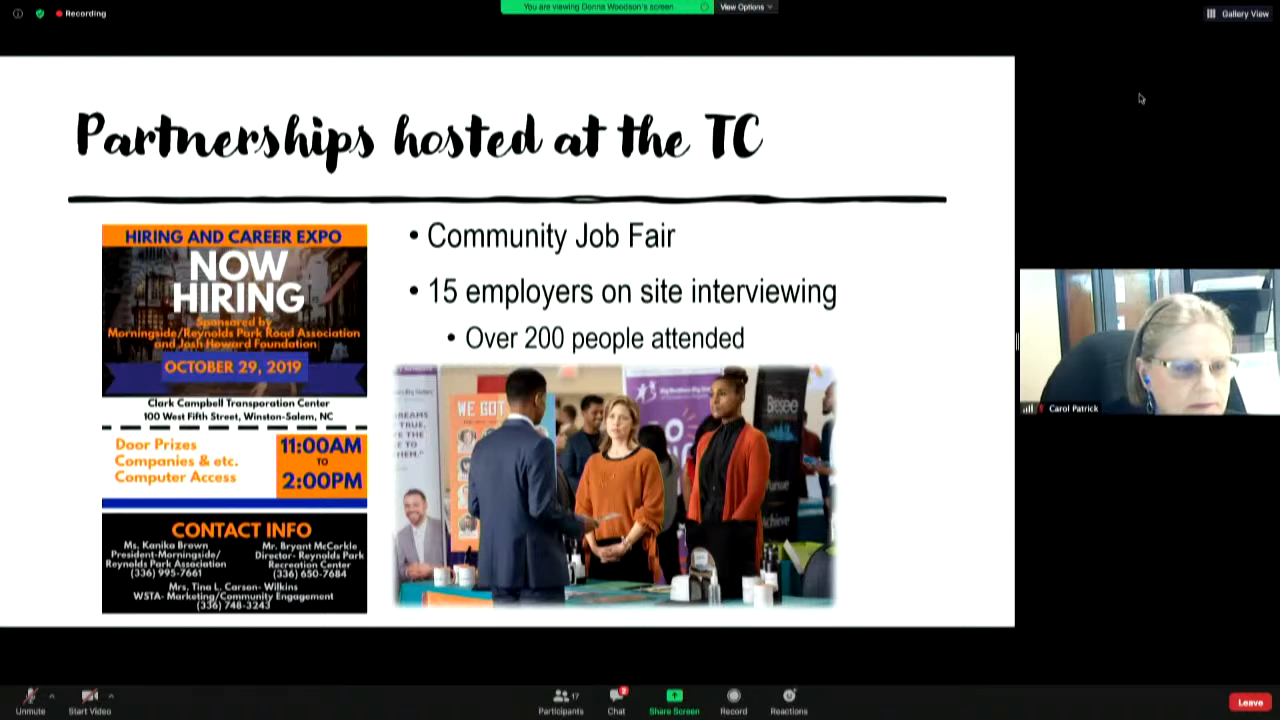 Recording
You are viewing Donna Woodson's screen
View Options
Gallery View
Partnerships hosted at the TC
HIRING AND CAREER EXPO
NOW
HIRING
Sponsored by
Morningside/Reynolds Park Road Association
and Josh Howard Foundation
OCTOBER 29, 2019
Clark Campbell Transporation Center
100 West Fifth Street, Winston-Salem, NC
Door Prizes
Companies & etc.
Computer Access
11:00AM
TO
2:00PM
CONTACT INFO
Ms. Kanika Brown
President-Morningside/
Reynolds Park Association
(336) 995-7661
Mr. Bryant McCorkle
Director- Reynolds Park
Recreation Center
(336) 650-7684
Mrs. Tina L. Carson- Wilkins
WSTA- Marketing/Community Engagement
(336) 748-3243
• Community Job Fair
• 15 employers on site interviewing
• Over 200 people attended
WE GOT
Carol Patrick
Unmute
Start Video
Participants
17
Chat
2
Share Screen
Record
Reactions
Leave